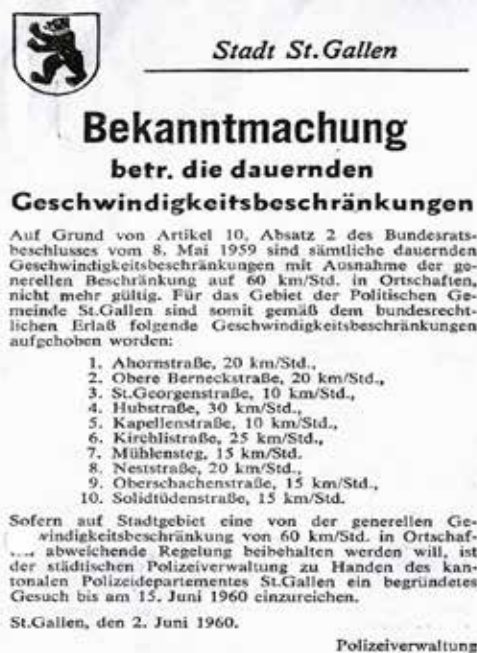 Stadt St. Gallen
Bekanntmachung
betr. die dauernden
Geschwindigkeitsbeschränkungen
Auf Grund von Artikel 10, Absatz 2 des Bundesrats-
beschlusses vom 8. Mai 1959 sind sämtliche dauernden
Geschwindigkeitsbeschränkungen mit Ausnahme der ge-
nerellen Beschränkung auf 60 km/Std. in Ortschaften,
nicht mehr gültig. Für das Gebiet der Politischen Ge-
meinde St.Gallen sind somit gemäß dem bundesrecht-
lichen Erlaß folgende Geschwindigkeitsbeschränkungen
aufgehoben worden:
1. Ahornstraße, 20 km/Std.,
2. Obere Berneckstraße, 20 km/Std.,
3. St.Georgenstraße, 10 km/Std.,
4. Hubstraße, 30 km/Std.,
5. Kapellenstraße, 10 km/Std.,
6. Kirchlistraße, 25 km/Std.,
7. Mühlensteg, 15 km/Std.
8. Neststraße, 20 km/Std.,
9. Oberschachenstraße, 15 km/Std.,
10. Solidtüdenstraße, 15 km/Std.
Sofern auf Stadtgebiet eine von der generellen Ge-
windigkeitsbeschränkung von 60 km/Std. in Ortschaf-
abweichende Regelung beibehalten werden will, ist
der städtischen Polizeiverwaltung zu Handen des kan-
tonalen Polizeidepartementes St.Gallen ein begründetes
Gesuch bis am 15. Juni 1960 einzureichen.
St.Gallen, den 2. Juni 1960.
Polizeiverwaltung